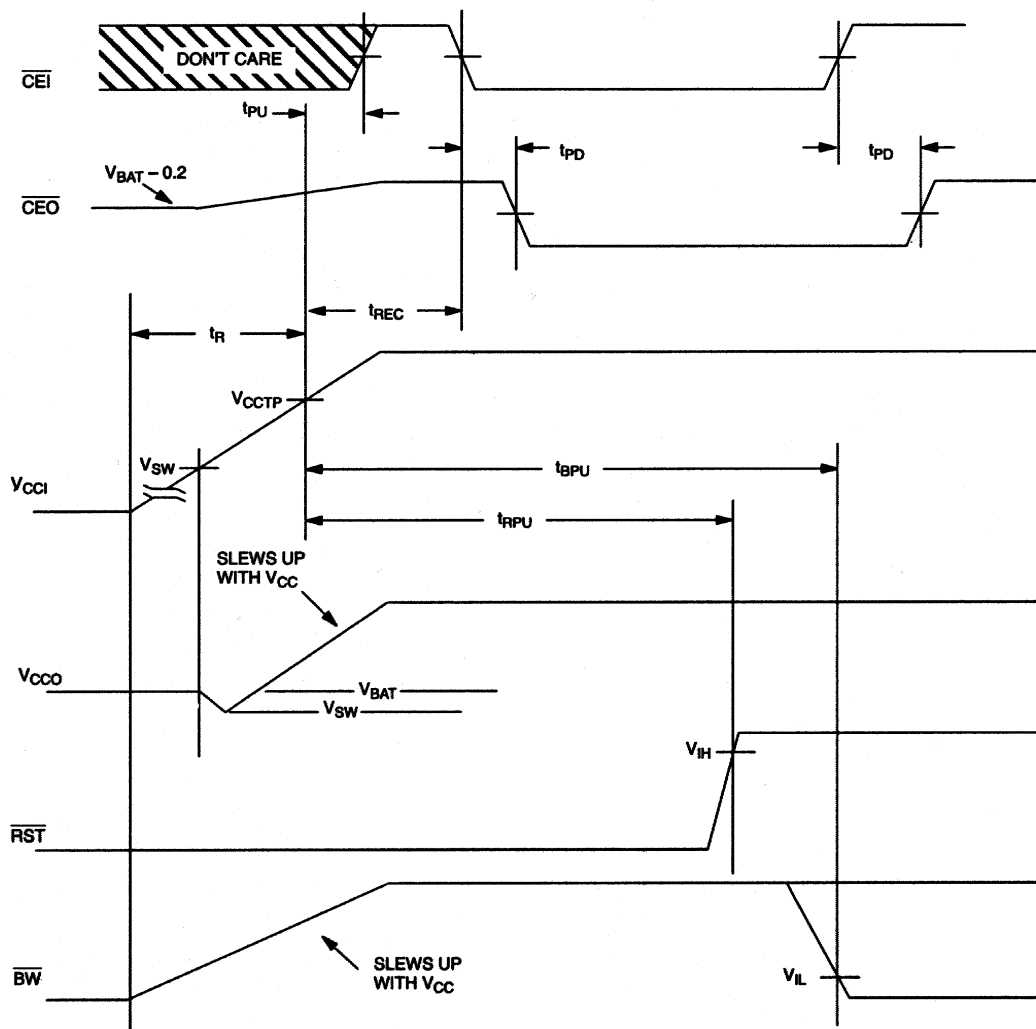 DON'T CARE
CEI
tPU
tPD
tPD
VBAT – 0.2
CEO
tREC
tR
VCCTP
VSW
tBPU
VCCI
tRPU
SLEWS UP
WITH VCC
VCCO
VBAT
VSW
VIH
RST
SLEWS UP
WITH VCC
VIL
BW